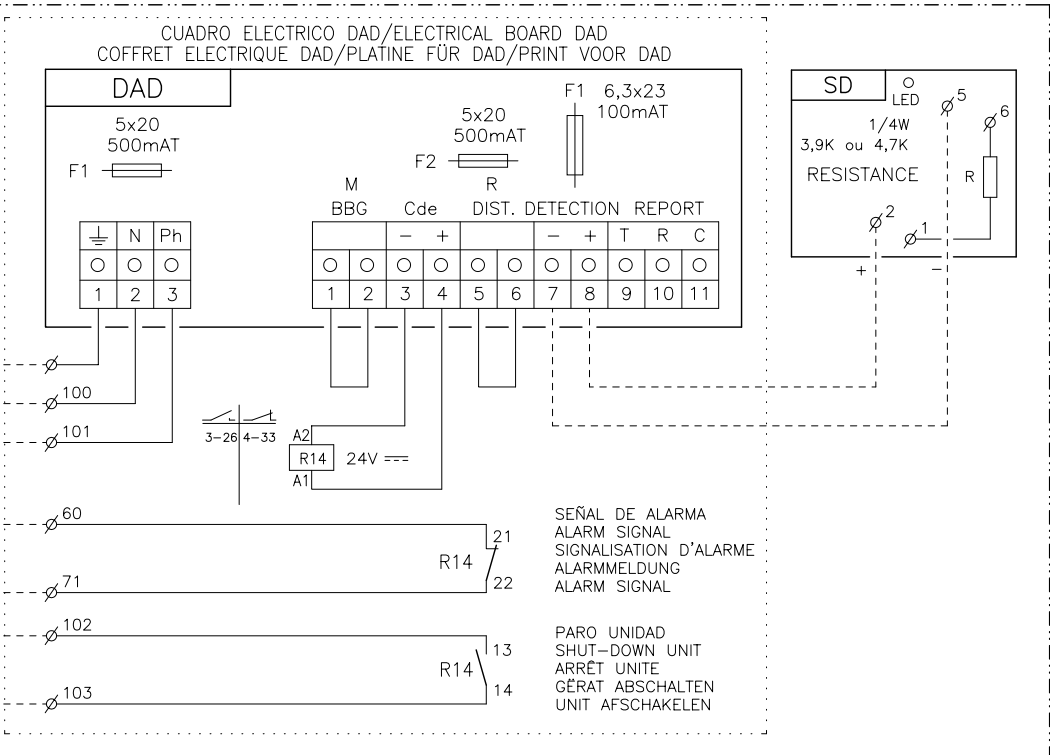 CUADRO ELECTRICO DAD/ELECTRICAL BOARD DAD
COFFRET ELECTRIQUE DAD/PLATINE FÜR DAD/PRINT VOOR DAD
DAD
5x20
500mAT
F1
5x20
500mAT
F2
F1 6,3x23
100mAT
M R
BBG Cde DIST. DETECTION REPORT
N Ph
− + − + T R C
1 2 3
1 2 3 4 5 6 7 8 9 10 11
SD
LED
1/4W
3,9K ou 4,7K
RESISTANCE
5
6
R
2
1
+ −
100
101
3−26 4−33
A2
R14 24V
A1
60
21
R14
71
22
SEÑAL DE ALARMA
ALARM SIGNAL
SIGNALISATION D'ALARME
ALARMMELDUNG
ALARM SIGNAL
102
13
R14
14
103
PARO UNIDAD
SHUT−DOWN UNIT
ARRÊT UNITE
GËRAT ABSCHALTEN
UNIT AFSCHAKELEN